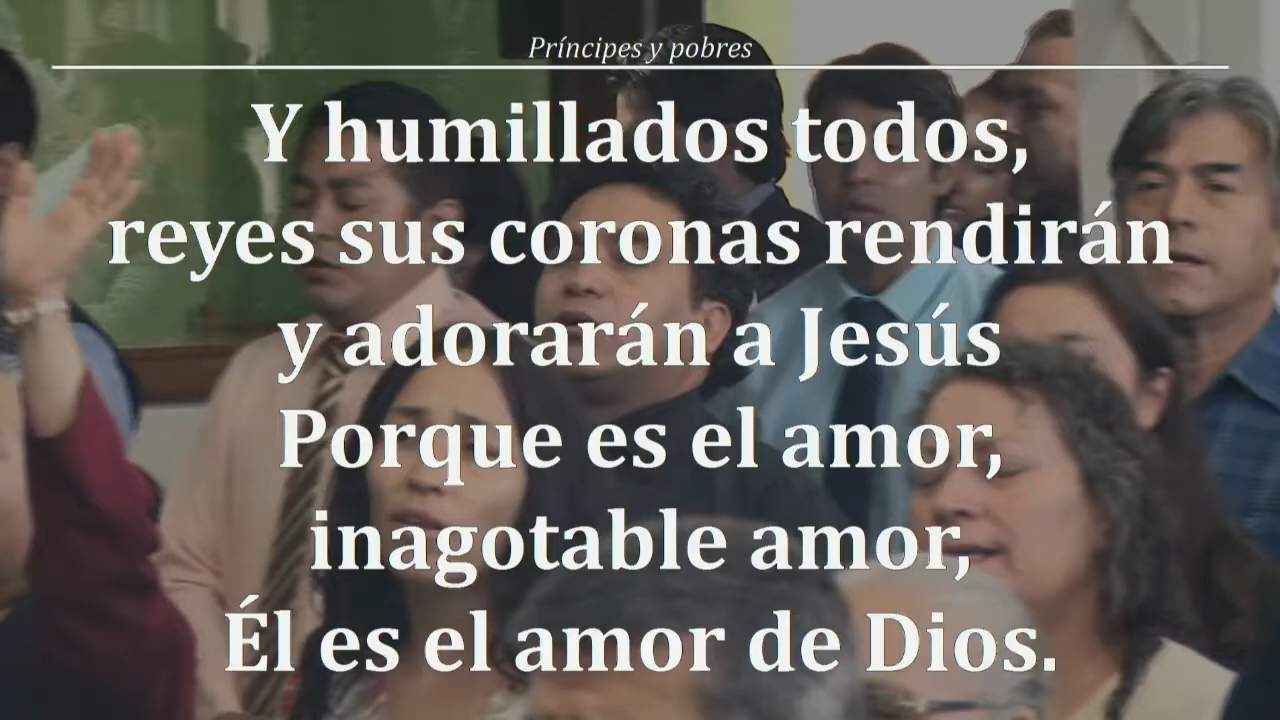 Príncipes y pobres
Y humillados todos,
reyes sus coronas rendirán
y adorarán a Jesús
Porque es el amor,
inagotable amor,
Él es el amor de Dios.